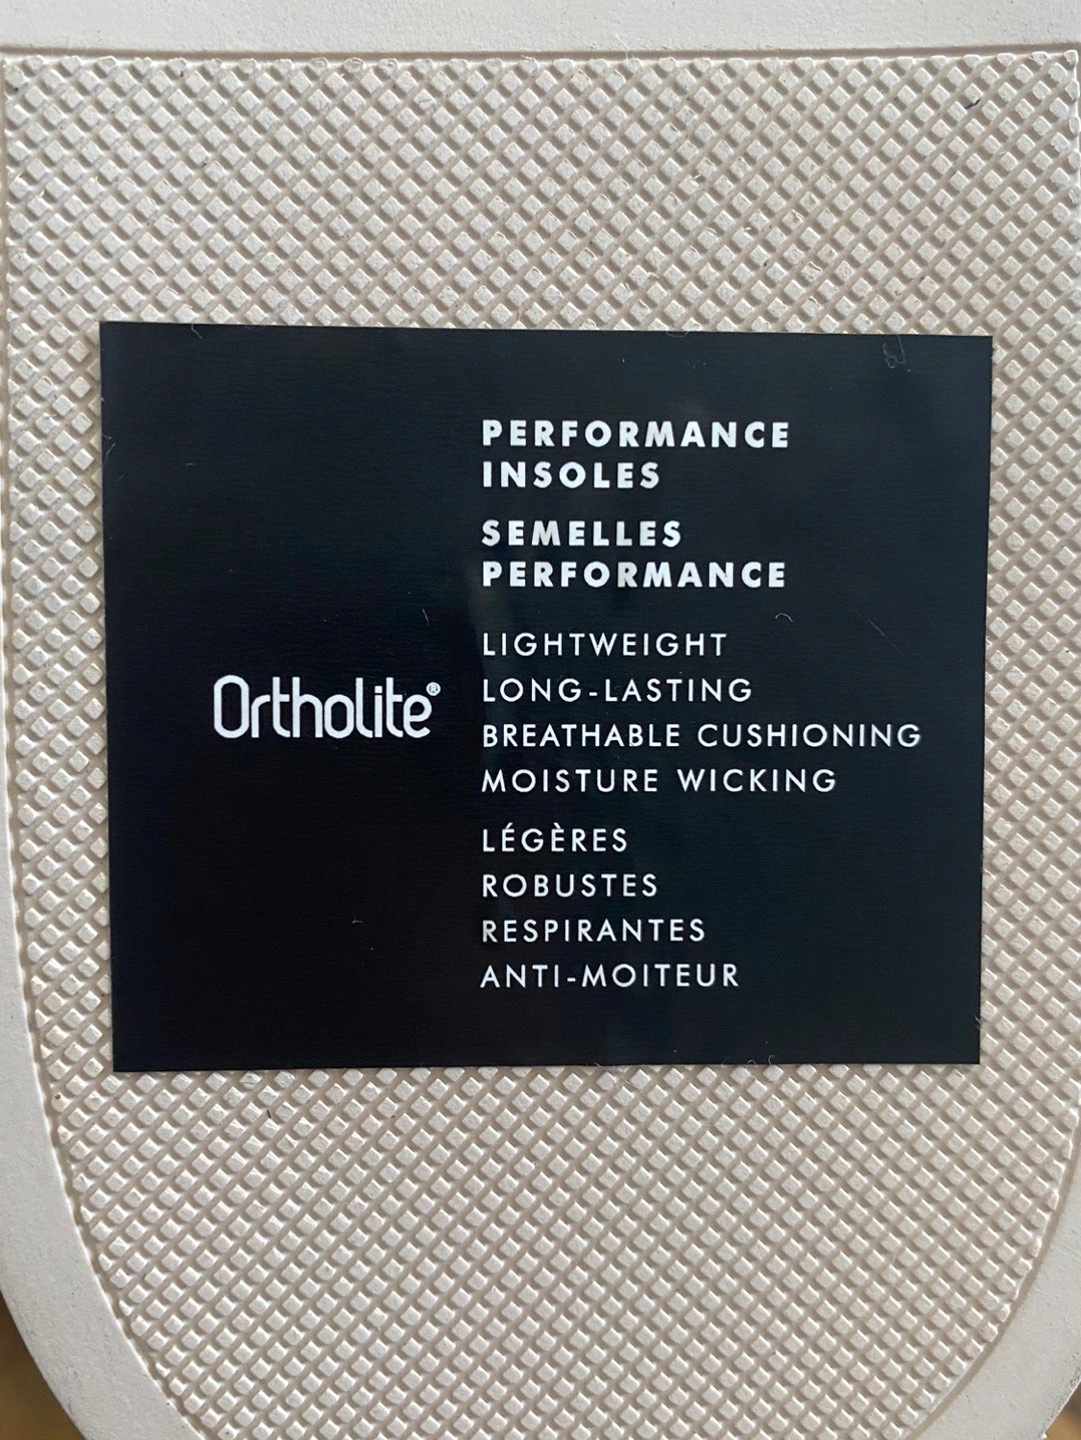 Ortholite®
PERFORMANCE
INSOLES
SEMELLES
PERFORMANCE
LIGHTWEIGHT
LONG-LASTING
BREATHABLE CUSHIONING
MOISTURE WICKING
LÉGÈRES
ROBUSTES
RESPIRANTES
ANTI-MOITEUR